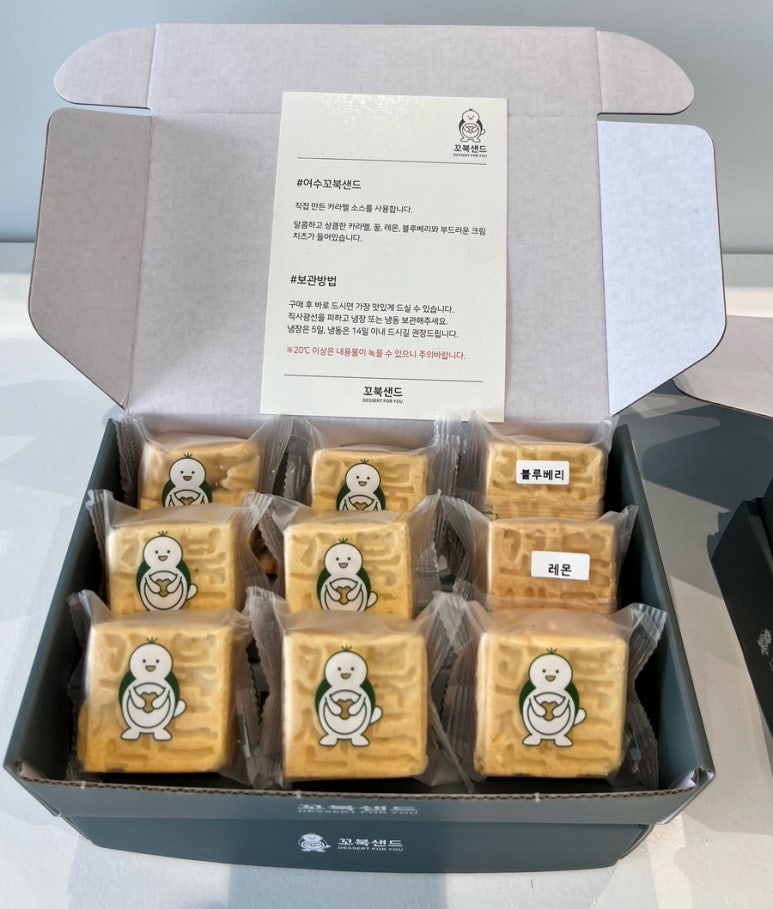 꼬북샌드
DESSERT FOR YOU
#여수꼬북샌드
직접 만든 카라멜 소스를 사용합니다.
달콤하고 상큼한 카라멜, 꿀, 레몬, 블루베리와 부드러운 크림
치즈가 들어있습니다.
#보관방법
구매 후 바로 드시면 가장 맛있게 드실 수 있습니다.
직사광선을 피하고 냉장 또는 냉동 보관해주세요.
냉장은 5일, 냉동은 14일 이내 드시길 권장드립니다.
※20℃ 이상은 내용물이 녹을 수 있으니 주의바랍니다.
꼬북샌드
DESSERT FOR YOU
블루베리
레몬
꼬북샌드
DESSERT FOR YOU
꼬북샌드
DESSERT FOR YOU